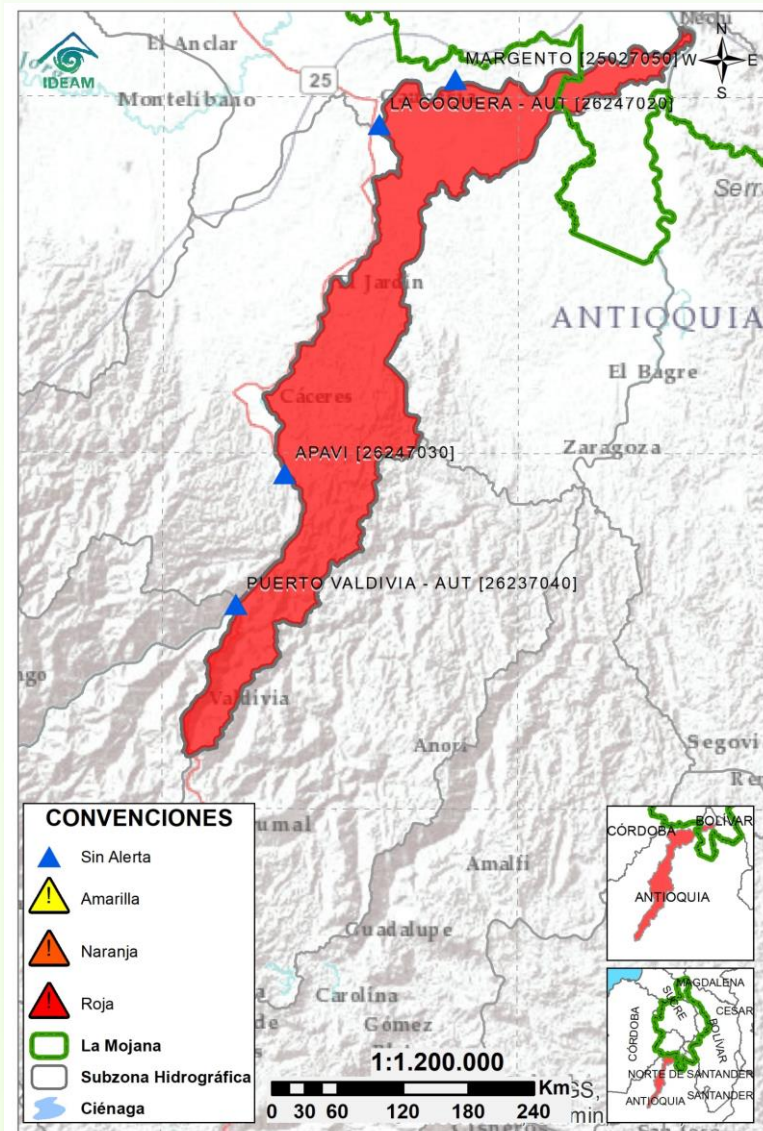 Nechí
N
El Anclar
MARGENTO [25027050]
W
E
IDEAM
25
S
Montelíbano
LA COQUERA - AUT [26247020]
El Jardín
ANTIOQUIA
El Bagre
Cáceres
Zaragoza
APAVI [26247030]
PUERTO VALDIVIA - AUT [26237040]
Valdivia
Anorí
CONVENCIONES
Sin Alerta
Amarilla
Naranja
Roja
La Mojana
Subzona Hidrográfica
Ciénaga
Amalfi
Guadalupe
Carolina
Gómez
1:1.200.000
Km
0 30 60 120 180 240
BOLÍVAR
CÓRDOBA
ANTIOQUIA
MAGDALENA
SUCRE
CESAR
CÓRDOBA
BOLÍVAR
NORTE DE SANTANDER
ANTIOQUIA
SANTANDER
Cisneros